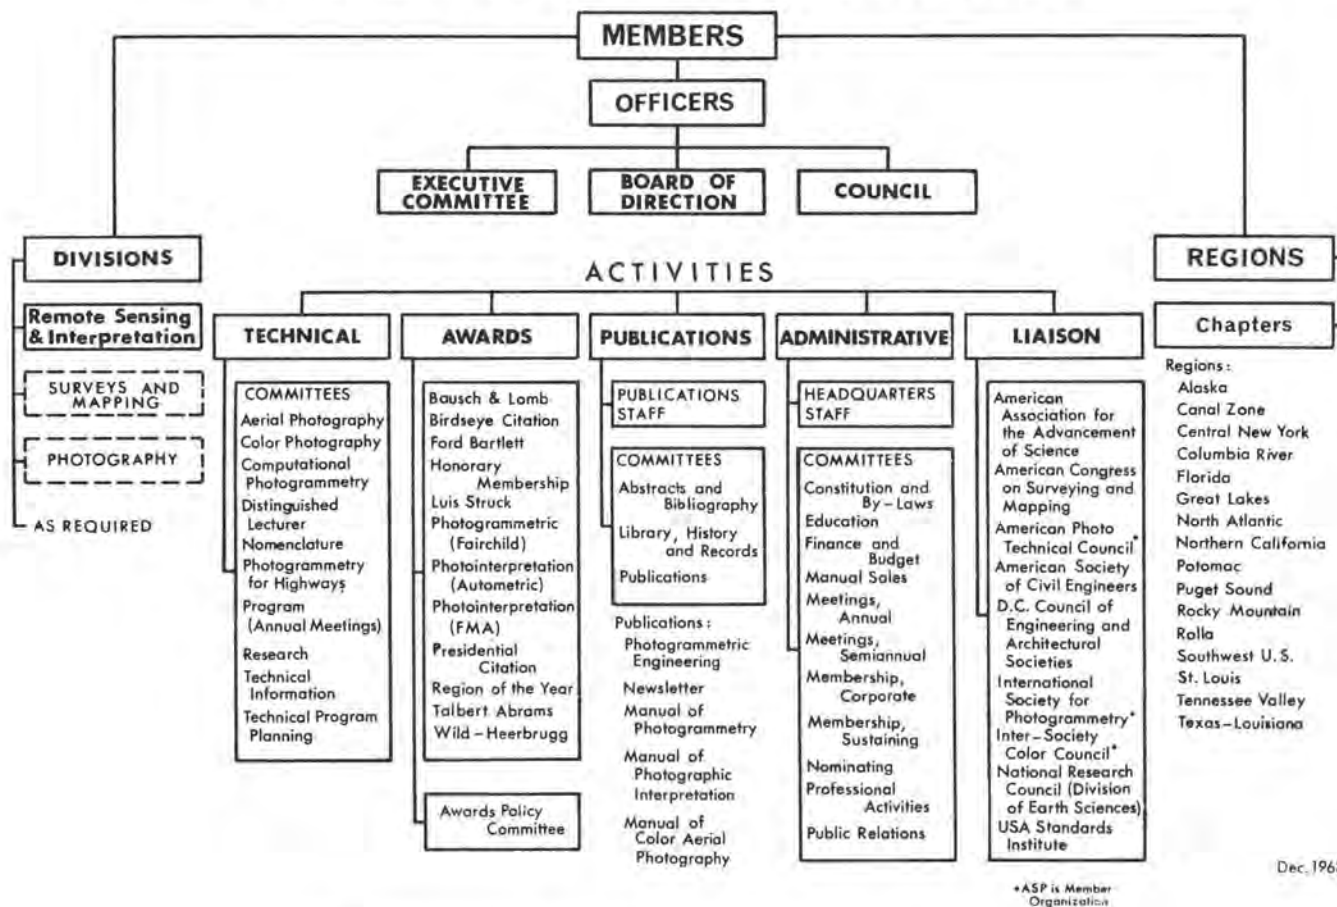 MEMBERS
OFFICERS
EXECUTIVE
COMMITTEE
BOARD OF
DIRECTION
COUNCIL
DIVISIONS
Remote Sensing
& Interpretation
SURVEYS AND
MAPPING
PHOTOGRAPHY
AS REQUIRED
ACTIVITIES
TECHNICAL
COMMITTEES
Aerial Photography
Color Photography
Computational
Photogrammetry
Distinguished
Lecturer
Nomenclature
Photogrammetry
for Highways
Program
(Annual Meetings)
Research
Technical
Information
Technical Program
Planning
AWARDS
Bausch & Lomb
Birdseye Citation
Ford Bartlett
Honorary
Membership
Luis Struck
Photogrammetric
(Fairchild)
Photointerpretation
(Autometric)
Photointerpretation
(FMA)
Presidential
Citation
Region of the Year
Talbert Abrams
Wild-Heerbrugg
Awards Policy
Committee
PUBLICATIONS
PUBLICATIONS
STAFF
COMMITTEES
Abstracts and
Bibliography
Library, History
and Records
Publications
Publications:
Photogrammetric
Engineering
Newsletter
Manual of
Photogrammetry
Manual of
Photographic
Interpretation
Manual of
Color Aerial
Photography
ADMINISTRATIVE
HEADQUARTERS
STAFF
COMMITTEES
Constitution and
By-Laws
Education
Finance and
Budget
Manual Sales
Meetings,
Annual
Meetings,
Semiannual
Membership,
Corporate
Membership,
Sustaining
Nominating
Professional
Activities
Public Relations
LIAISON
American
Association for
the Advancement
of Science
American Congress
on Surveying and
Mapping
American Photo
Technical Council*
American Society
of Civil Engineers
D.C. Council of
Engineering and
Architectural
Societies
International
Society for
Photogrammetry*
Inter-Society
Color Council*
National Research
Council (Division
of Earth Sciences)
USA Standards
Institute
*ASP is Member
Organization
REGIONS
Chapters
Regions:
Alaska
Canal Zone
Central New York
Columbia River
Florida
Great Lakes
North Atlantic
Northern California
Potomac
Puget Sound
Rocky Mountain
Rolla
Southwest U.S.
St. Louis
Tennessee Valley
Texas-Louisiana
Dec.